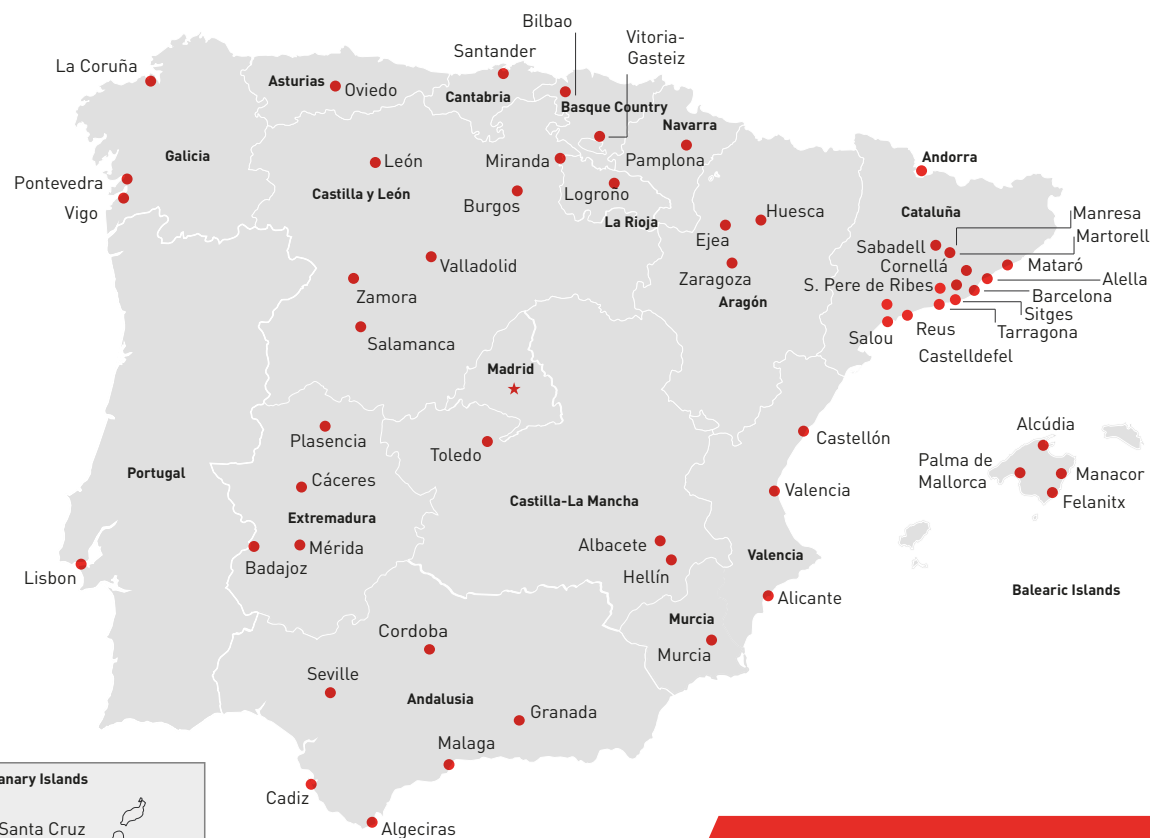 Bilbao
Vitoria-
Gasteiz
Santander
La Coruña
Asturias
Oviedo
Cantabria
Basque Country
Navarra
Galicia
León
Miranda
Pamplona
Andorra
Pontevedra
Castilla y León
Burgos
Logroño
Vigo
La Rioja
Huesca
Cataluña
Manresa
Ejea
Sabadell
Martorell
Valladolid
Zaragoza
Cornellá
Mataró
Zamora
Aragón
S. Pere de Ribes
Alella
Barcelona
Sitges
Salamanca
Salou
Reus
Tarragona
Castelldefel
Madrid
Plasencia
Toledo
Castellón
Alcúdia
Portugal
Cáceres
Palma de
Mallorca
Manacor
Castilla-La Mancha
Valencia
Felanitx
Extremadura
Mérida
Albacete
Badajoz
Valencia
Lisbon
Hellín
Balearic Islands
Alicante
Murcia
Cordoba
Murcia
Seville
Andalusia
Granada
Malaga
anary Islands
Cadiz
Santa Cruz
Algeciras